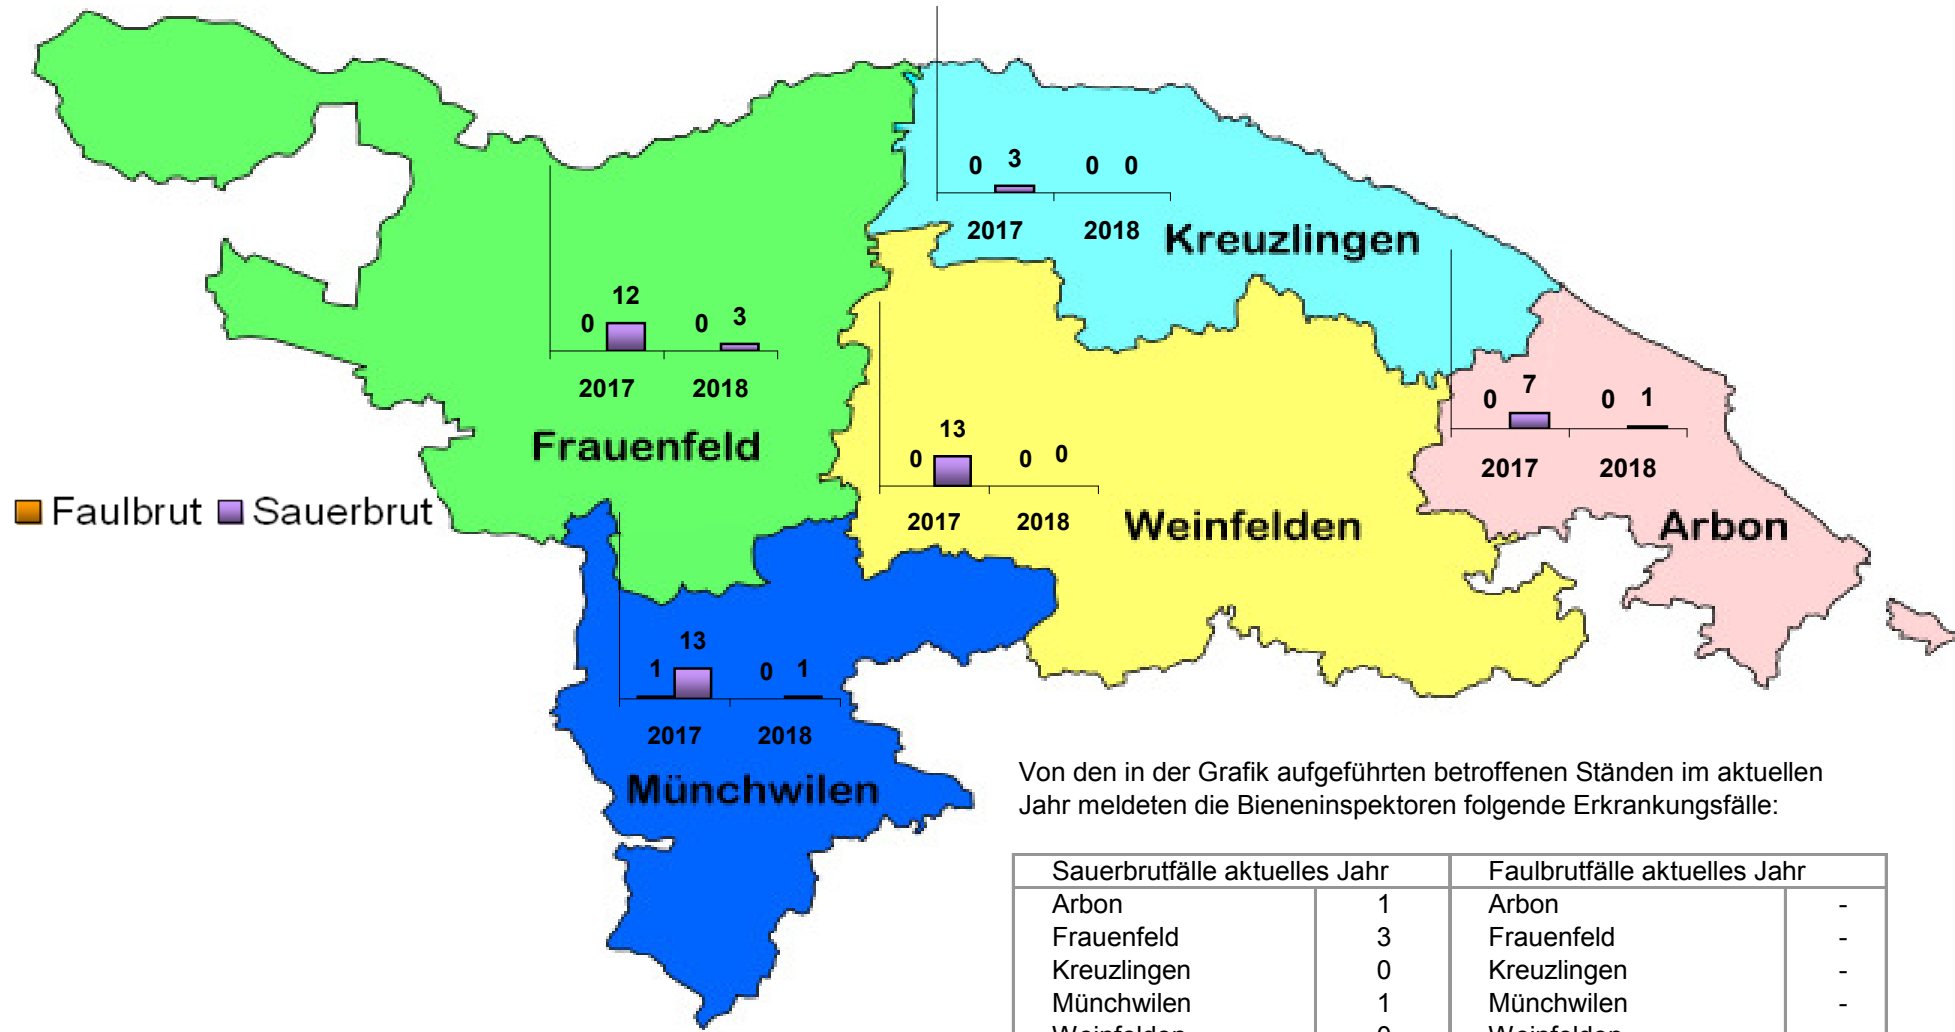 0 3 0 0
2017 2018 Kreuzlingen
0 12 0 3
2017 2018
Frauenfeld
0 7 0 1
2017 2018
Arbon
0 13 0 0
2017 2018
Weinfelden
Faulbrut Sauerbrut
1 13 0 1
2017 2018
Münchwilen
Von den in der Grafik aufgeführten betroffenen Ständen im aktuellen
Jahr meldeten die Bieneninspektoren folgende Erkrankungsfälle:
Sauerbrutfälle aktuelles Jahr Faulbrutfälle aktuelles Jahr
Arbon 1 Arbon -
Frauenfeld 3 Frauenfeld -
Kreuzlingen 0 Kreuzlingen -
Münchwilen 1 Münchwilen -
Weinfelden 0 Weinfelden